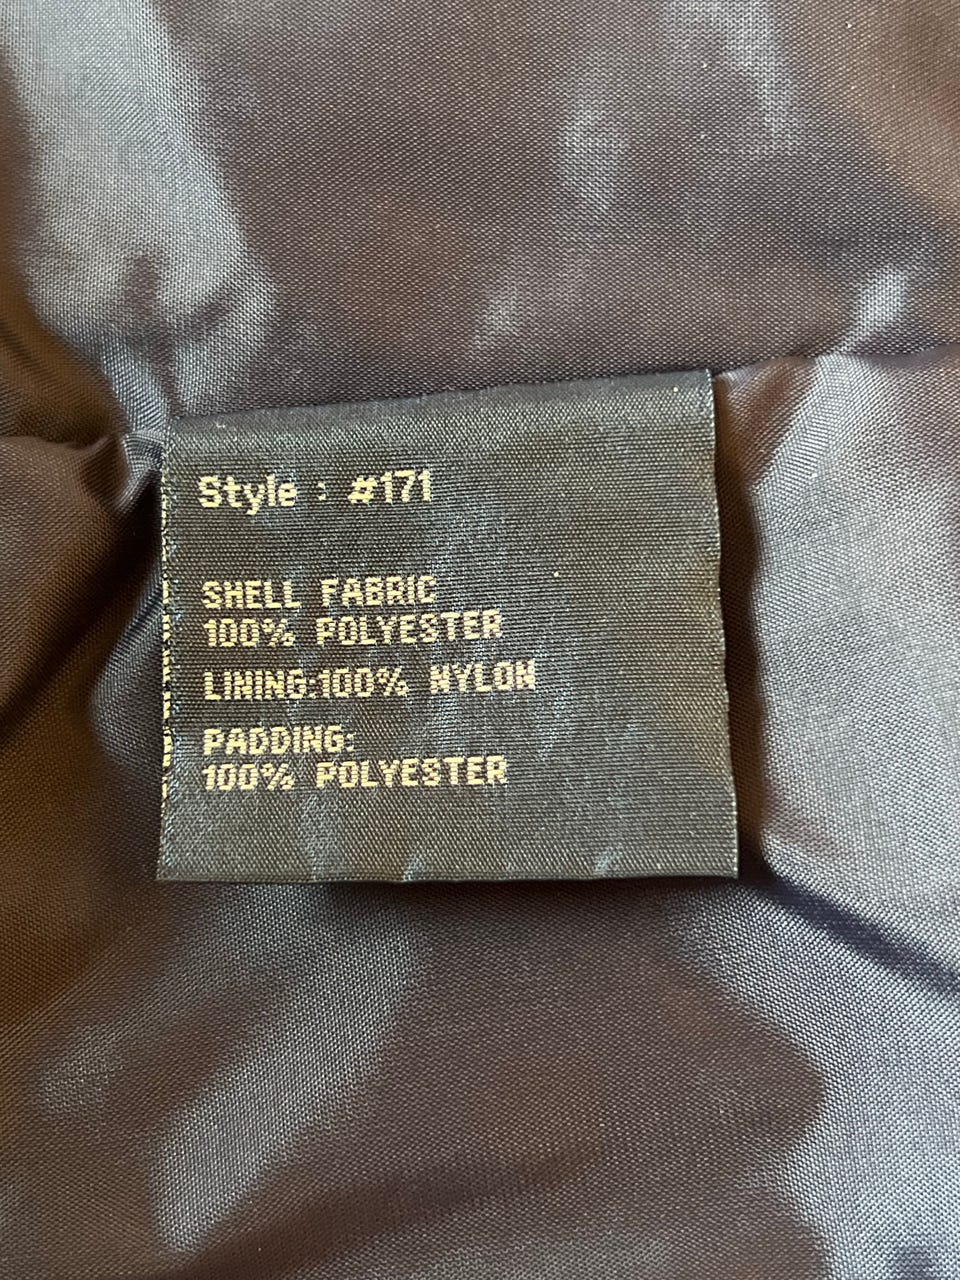 Style : #171
SHELL FABRIC
100% POLYESTER
LINING:100% NYLON
PADDING:
100% POLYESTER